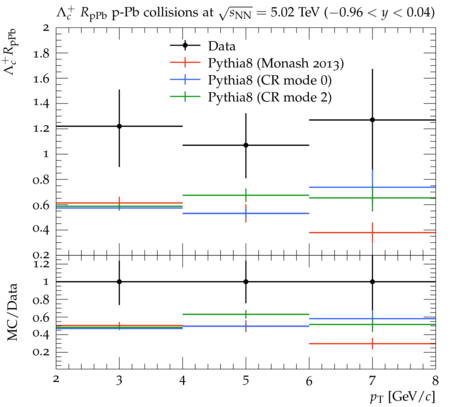 Λc+ RpPb p-Pb collisions at √sNN = 5.02 TeV (−0.96 < y < 0.04)
Λc+ RpPb
2
1.8
1.6
1.4
1.2
1
0.8
0.6
0.4
0.2
Data
Pythia8 (Monash 2013)
Pythia8 (CR mode 0)
Pythia8 (CR mode 2)
MC/Data
1.2
1
0.8
0.6
0.4
0.2
2 3 4 5 6 7 8
pT [GeV/c]